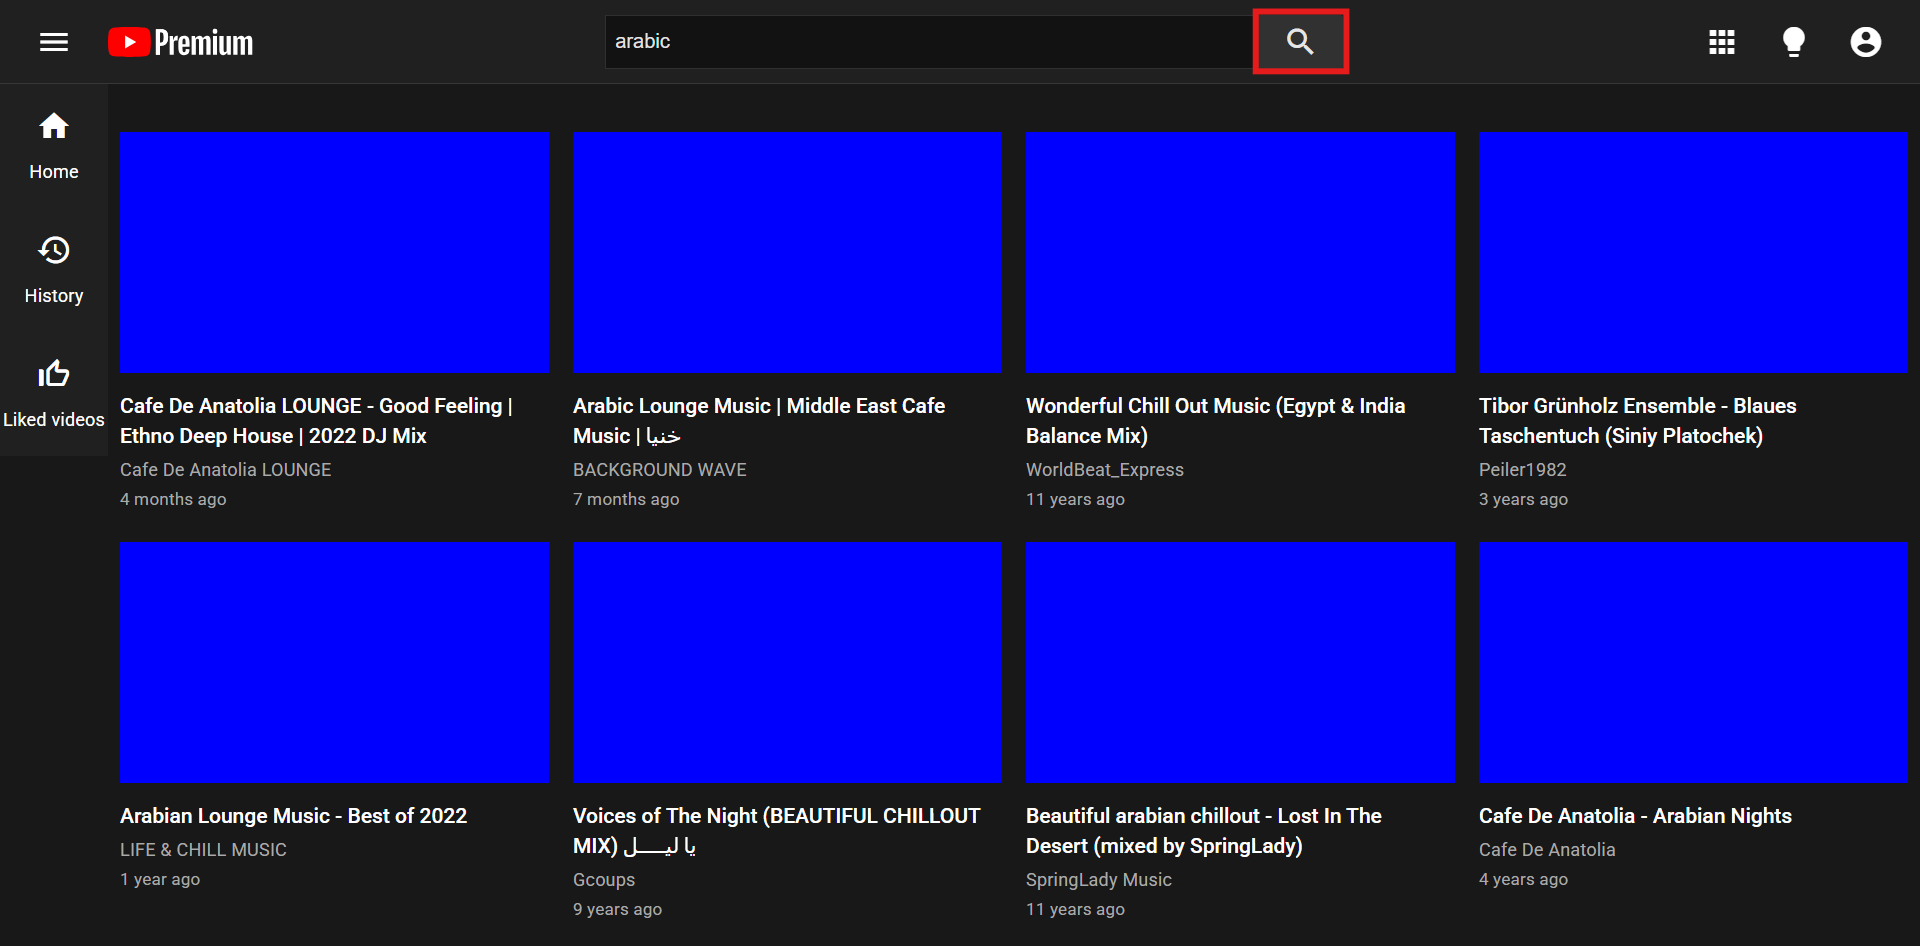 Premium
arabic
Home
History
Liked videos
Cafe De Anatolia LOUNGE - Good Feeling |
Ethno Deep House | 2022 DJ Mix
Cafe De Anatolia LOUNGE
4 months ago
Arabic Lounge Music | Middle East Cafe
Music | خنيا
BACKGROUND WAVE
7 months ago
Wonderful Chill Out Music (Egypt & India
Balance Mix)
WorldBeat_Express
11 years ago
Tibor Grünholz Ensemble - Blaues
Taschentuch (Siniy Platochek)
Peiler1982
3 years ago
Arabian Lounge Music - Best of 2022
LIFE & CHILL MUSIC
1 year ago
Voices of The Night (BEAUTIFUL CHILLOUT
MIX) يا ليــــل
Gcoups
9 years ago
Beautiful arabian chillout - Lost In The
Desert (mixed by SpringLady)
SpringLady Music
11 years ago
Cafe De Anatolia - Arabian Nights
Cafe De Anatolia
4 years ago